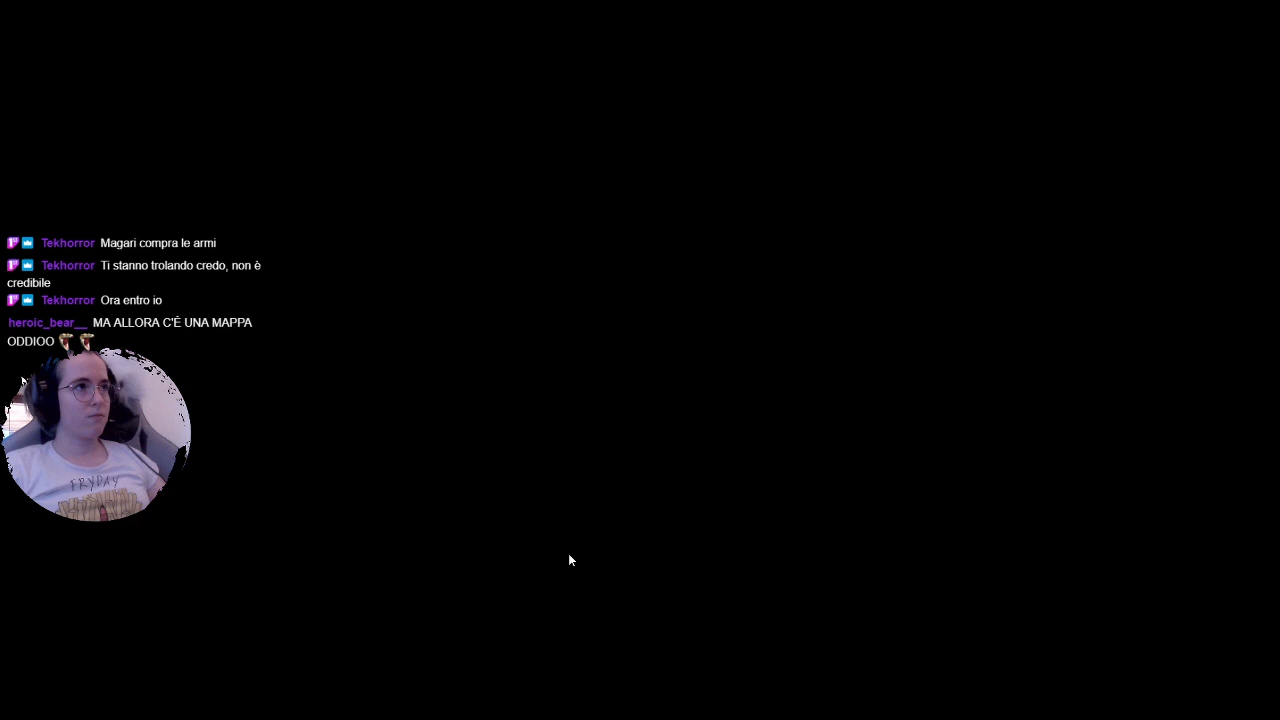 Tekhorror Magari compra le armi
Tekhorror Ti stanno trolando credo, non è
credibile
Tekhorror Ora entro io
heroic_bear__ MA ALLORA C'È UNA MAPPA
ODDIOO
FRYDAY